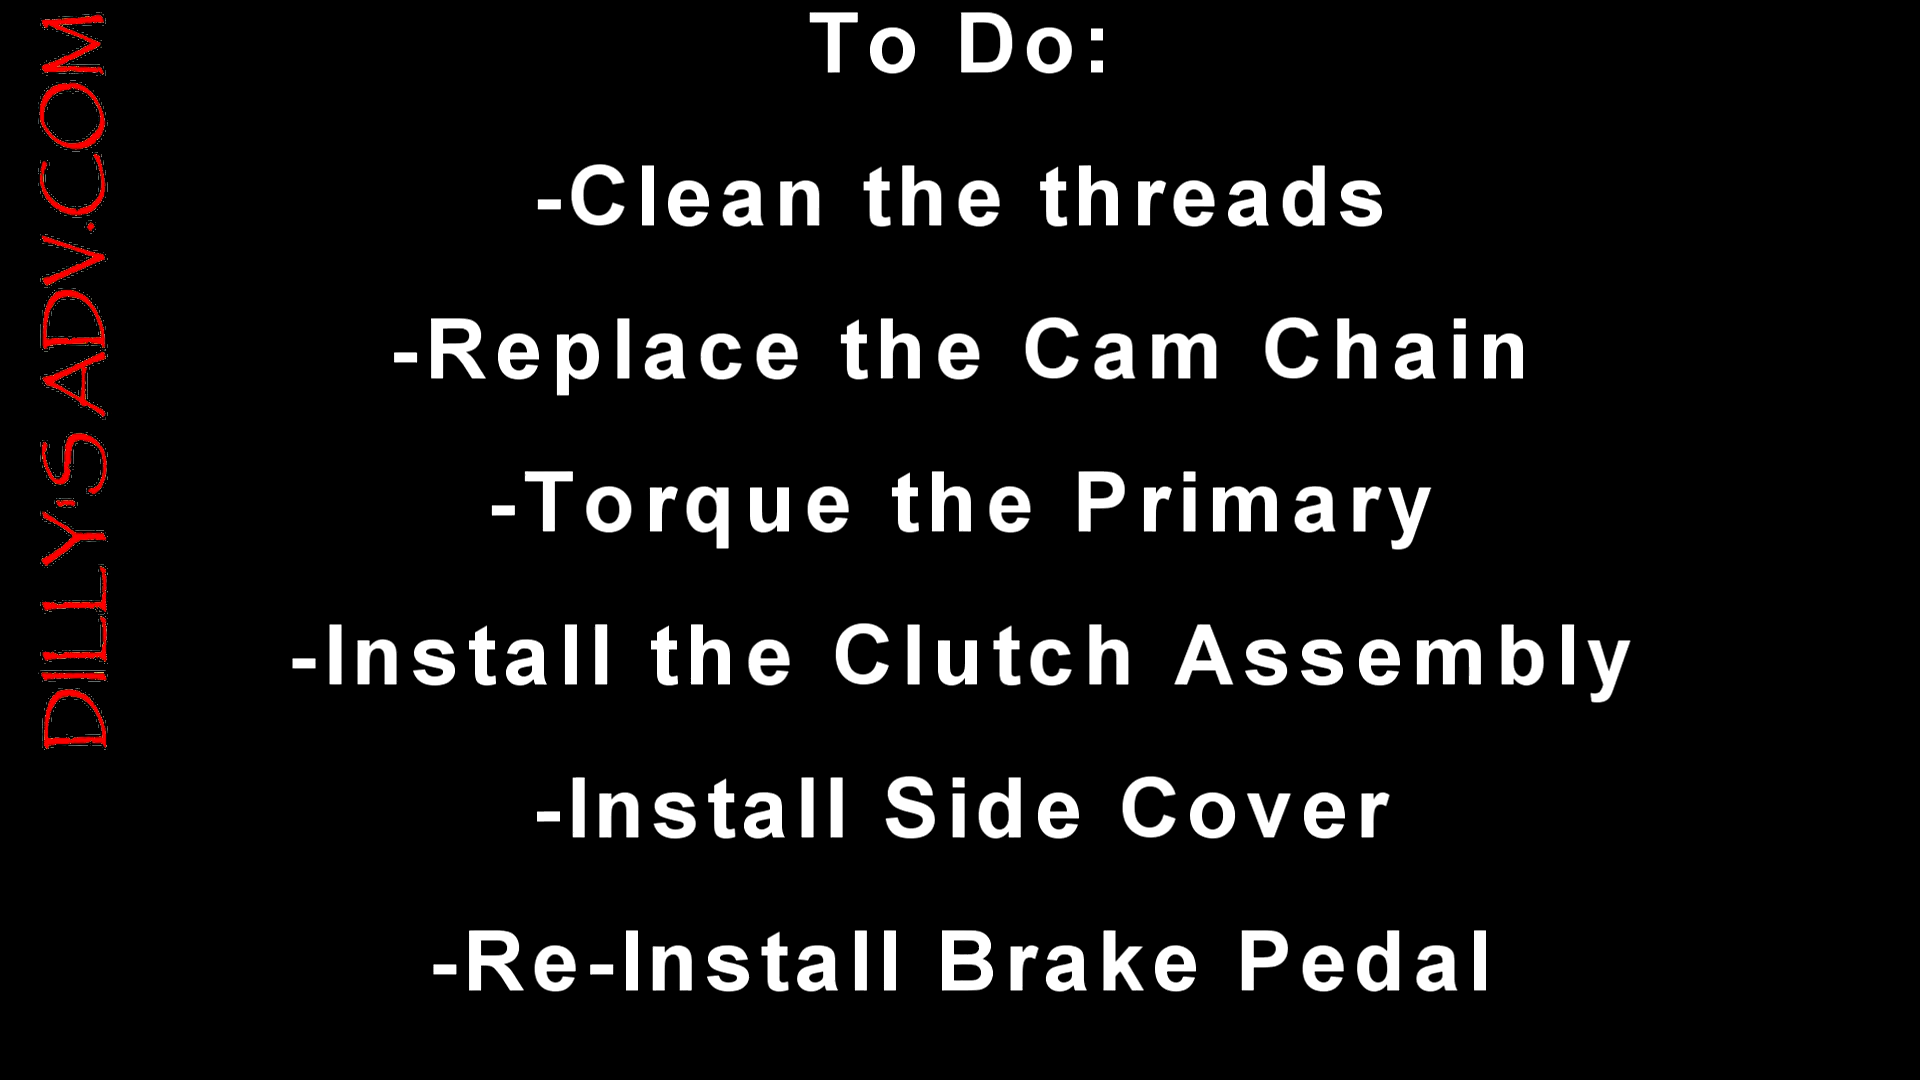 To Do:
-Clean the threads
-Replace the Cam Chain
-Torque the Primary
-Install the Clutch Assembly
-Install Side Cover
-Re-Install Brake Pedal
DILLY'S ADV.COM